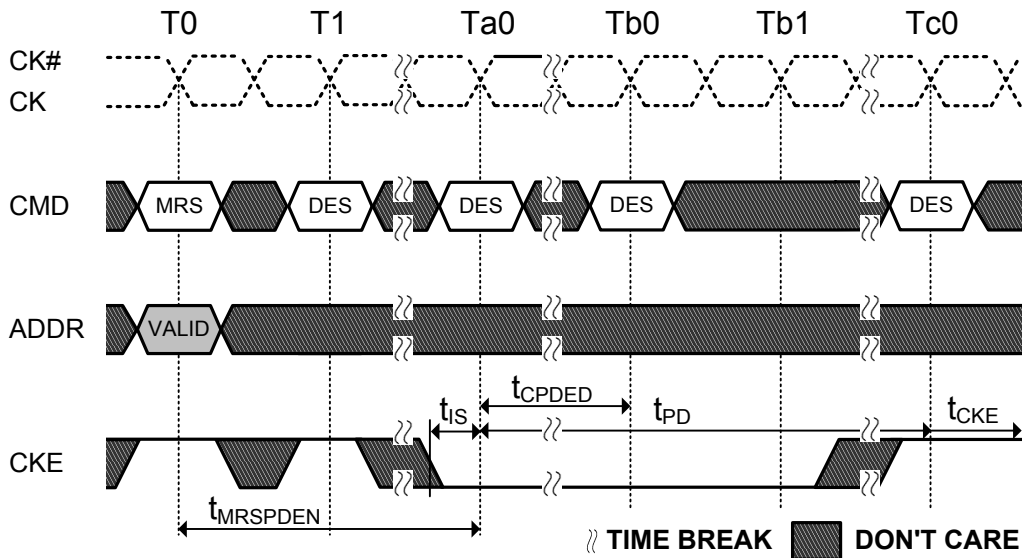 T0 T1 Ta0 Tb0 Tb1 Tc0
CK#
CK
CMD MRS DES DES DES DES
ADDR VALID
tCPDED
tIS tPD tCKE
CKE
tMRSPDEN
TIME BREAK DON'T CARE